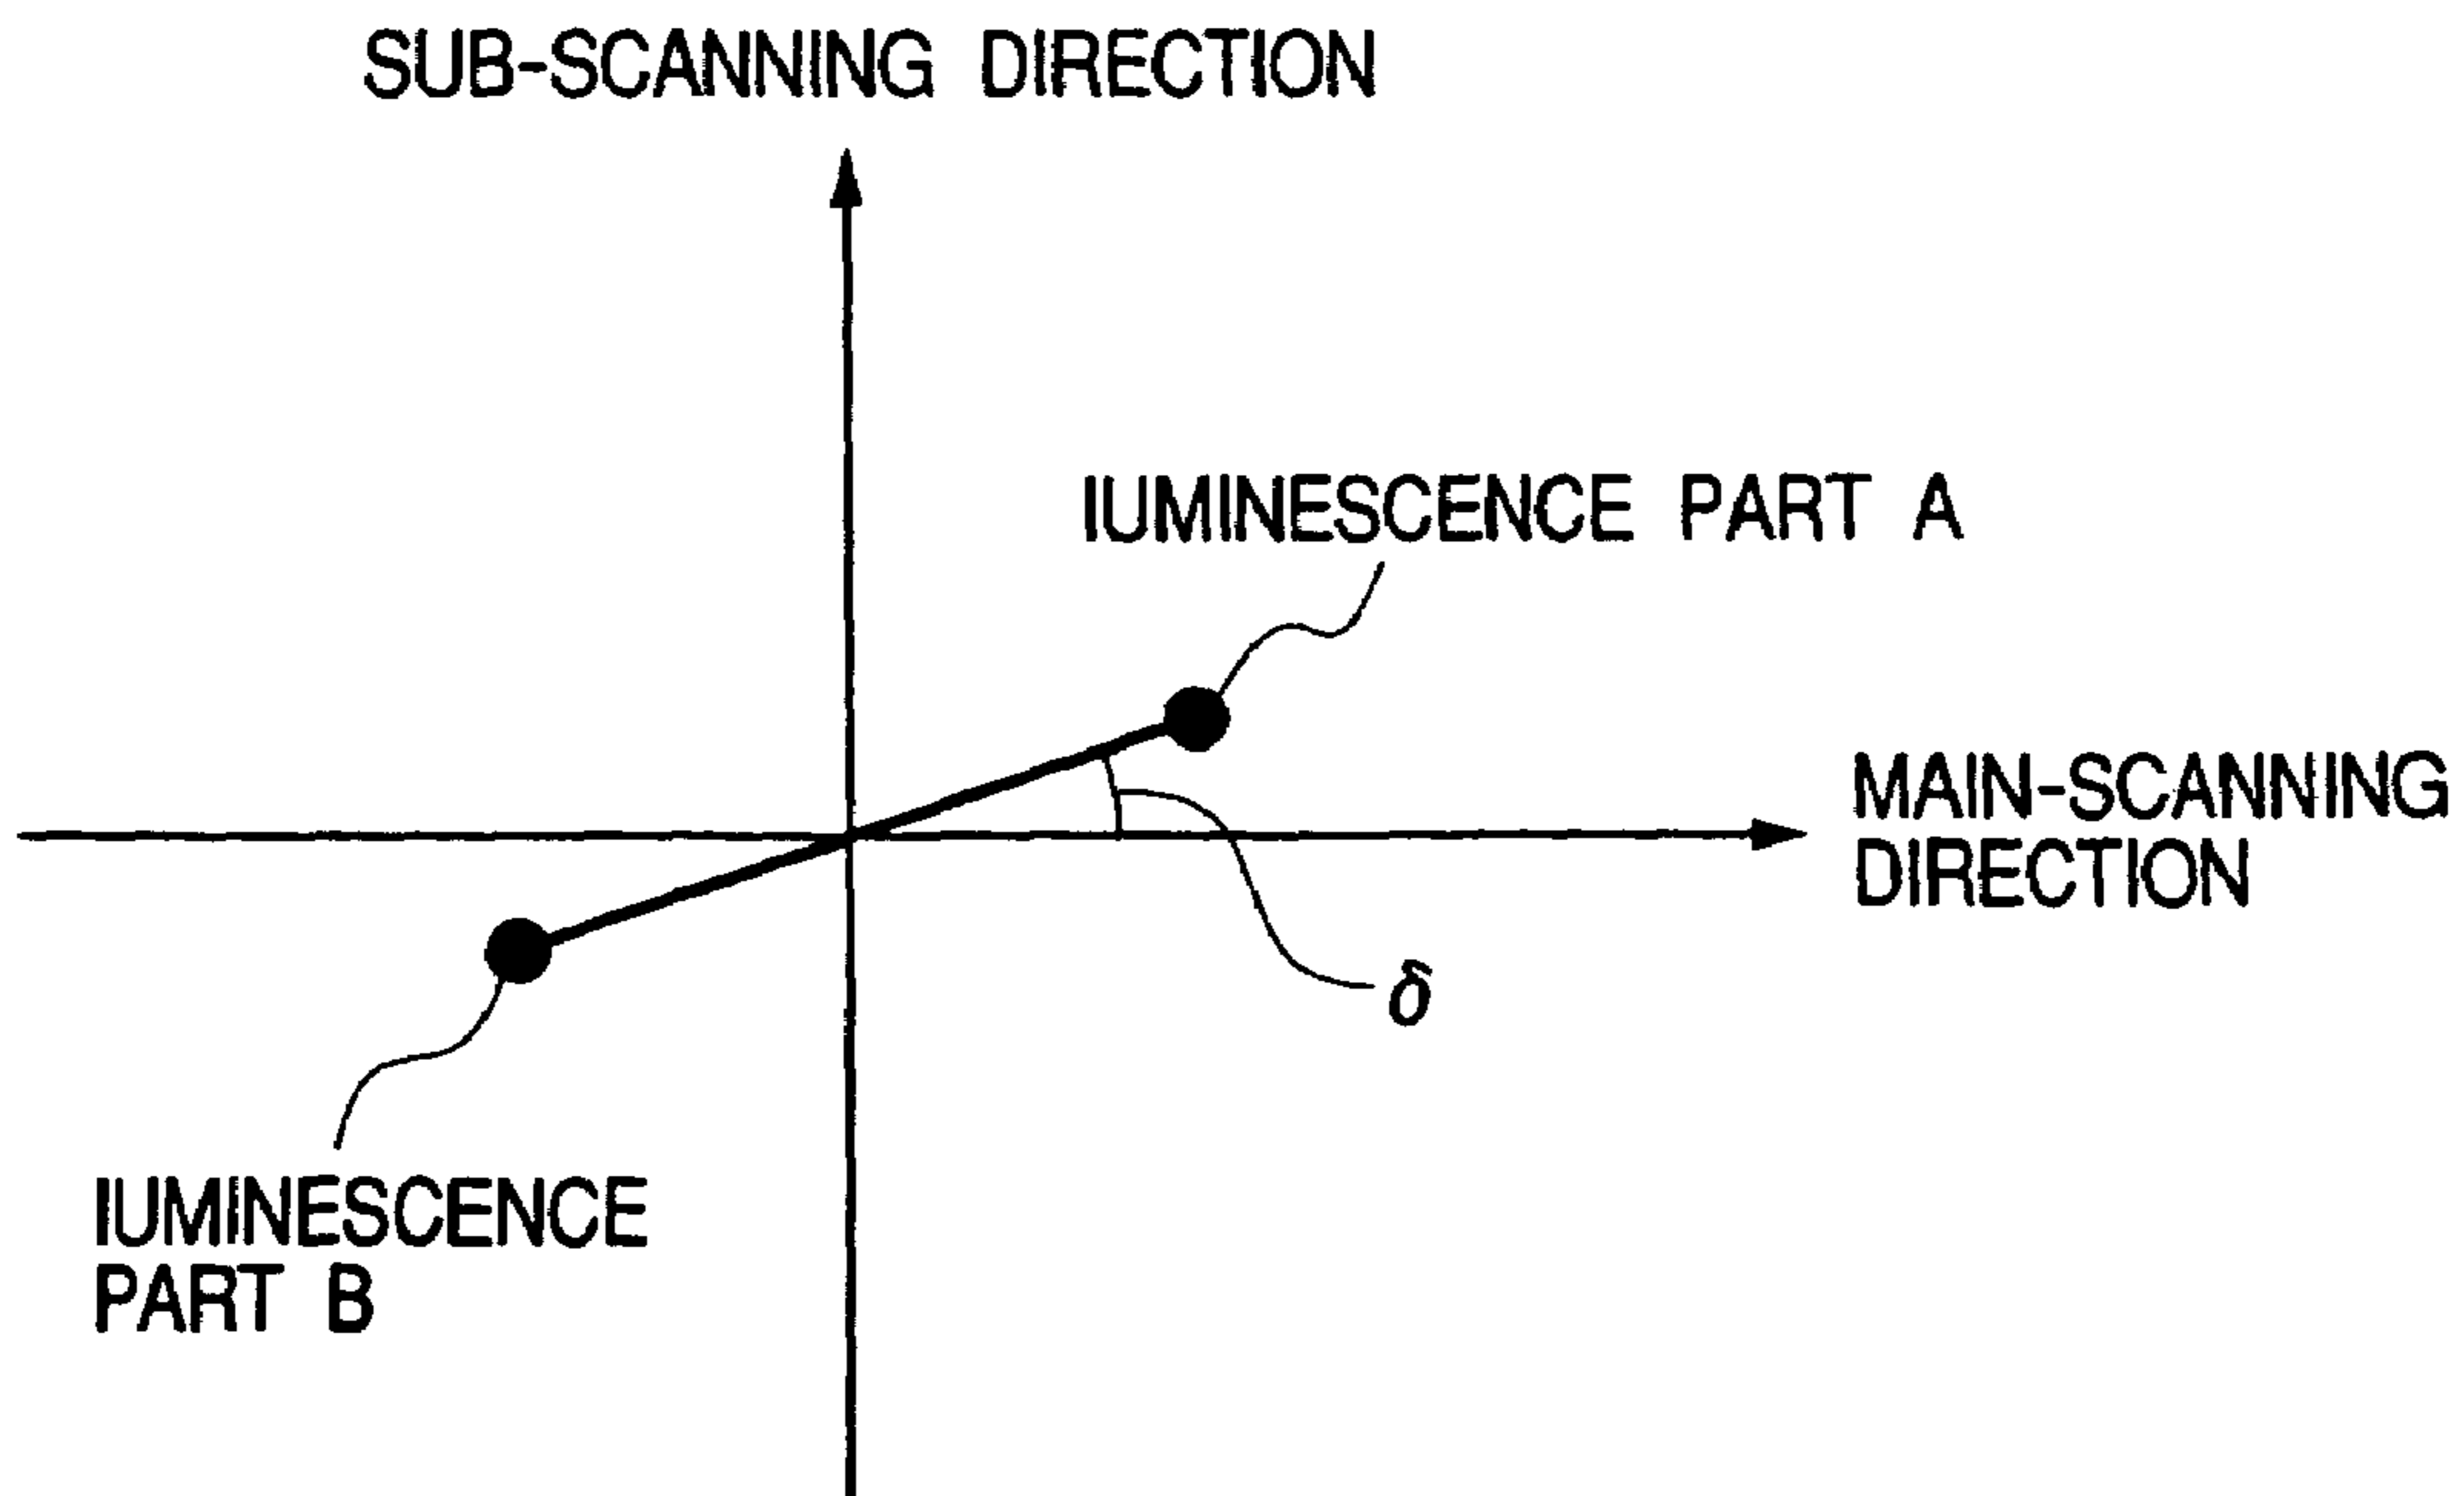 SUB-SCANNING DIRECTION
IUMINESCENCE PART A
MAIN-SCANNING
DIRECTION
δ
IUMINESCENCE
PART B